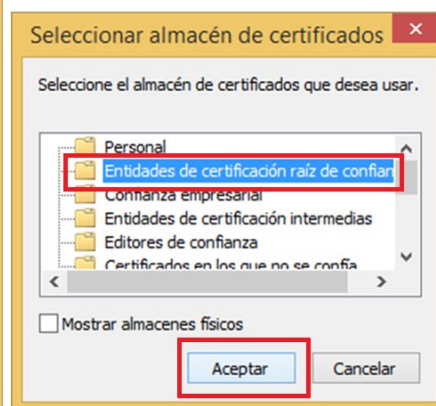 Seleccionar almacén de certificados
Seleccione el almacén de certificados que desea usar.
Personal
Entidades de certificación raíz de confian
Confianza empresarial
Entidades de certificación intermedias
Editores de confianza
Certificados en los que no se confía
Mostrar almacenes físicos
Aceptar
Cancelar